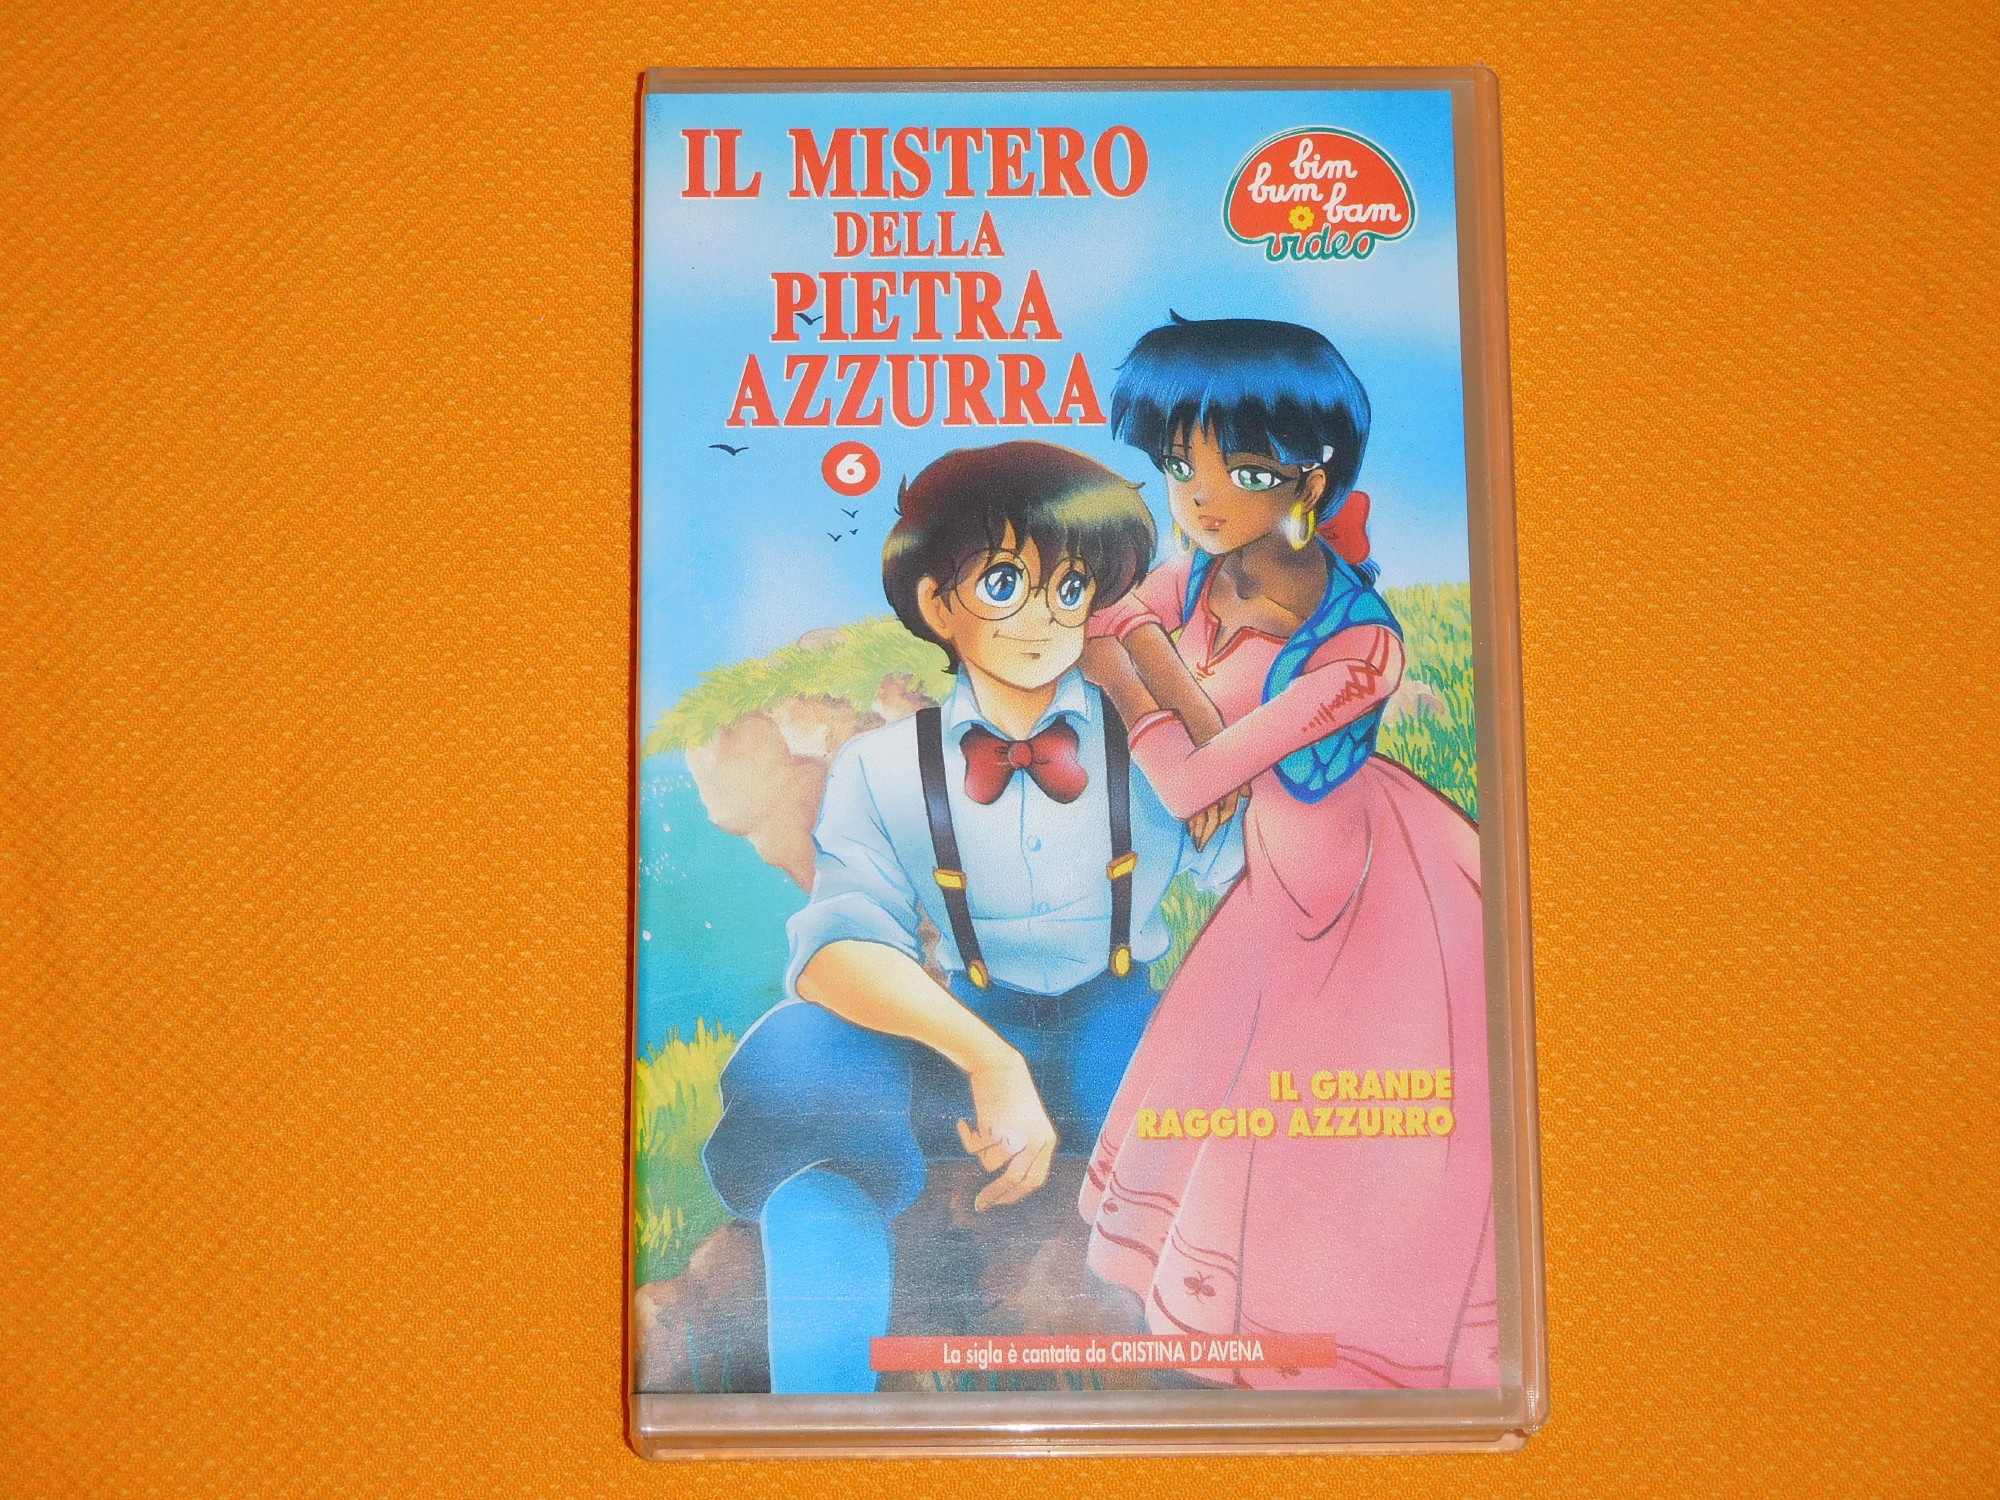 IL MISTERO
DELLA
PIETRA
AZZURRA
6
bim
bum bam
video
IL GRANDE
RAGGIO AZZURRO
La sigla è cantata da CRISTINA D'AVENA